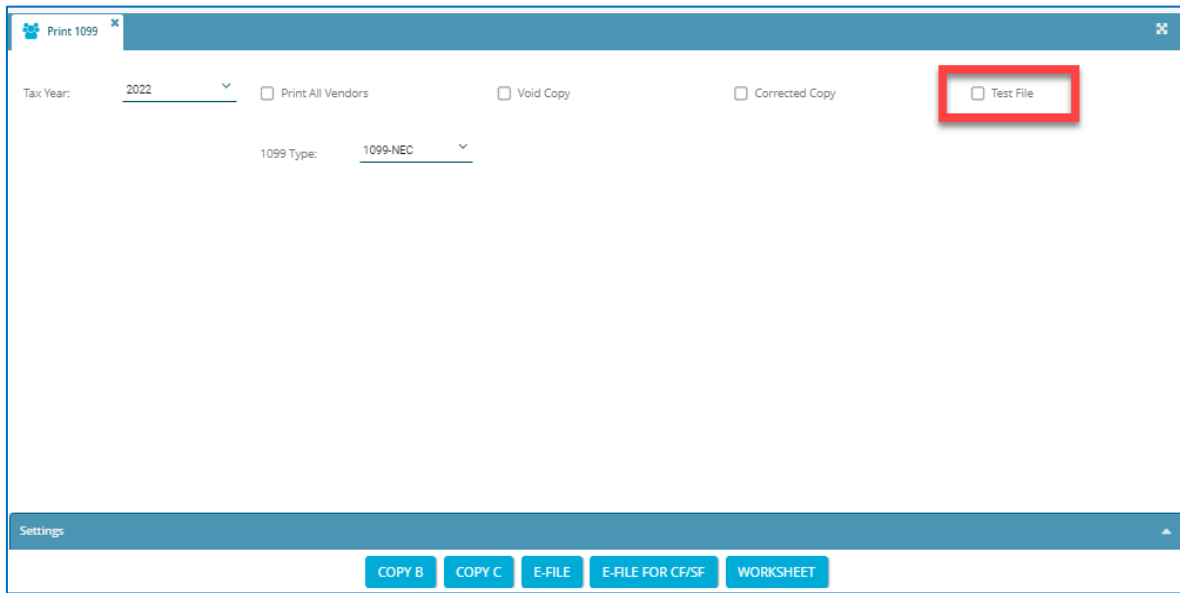 Print 1099
Tax Year: 2022 Print All Vendors Void Copy Corrected Copy Test File
1099 Type: 1099-NEC
Settings
COPY B COPY C E-FILE E-FILE FOR CF/SF WORKSHEET